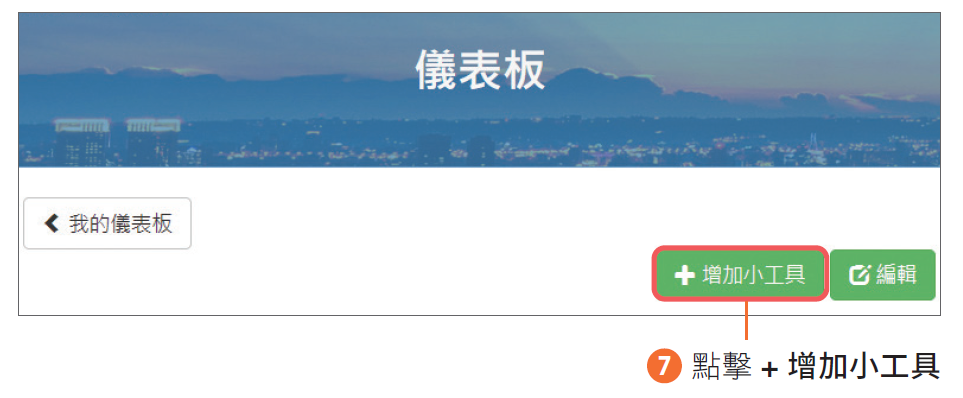 儀表板
我的儀表板
增加小工具 編輯
7 點擊 + 增加小工具